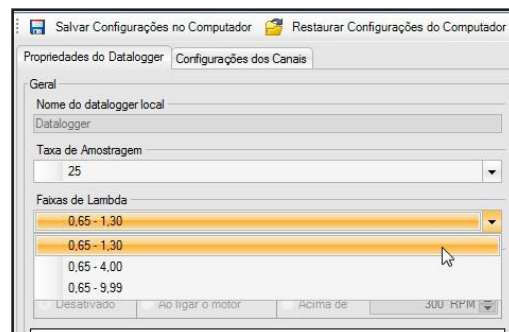 Salvar Configurações no Computador Restaurar Configurações do Computador
Propriedades do Datalogger Configurações dos Canais
Geral
Nome do datalogger local
Datalogger
Taxa de Amostragem
25
Faixas de Lambda
0,65 - 1,30
0,65 - 1,30
0,65 - 4,00
0,65 - 9,99
Desativado Ao ligar o motor Acima de 300 RPM